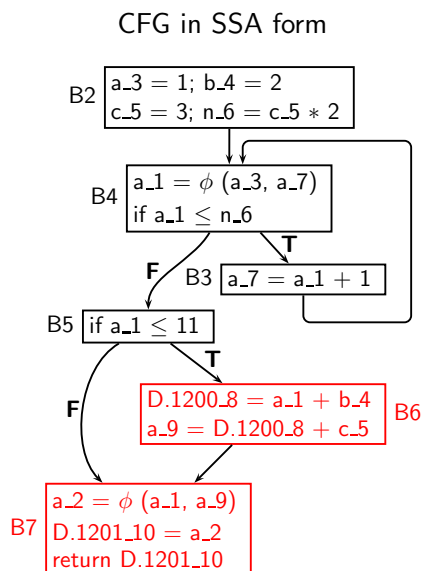 CFG in SSA form
B2
a_3 = 1; b_4 = 2
c_5 = 3; n_6 = c_5 * 2
B4
a_1 = ϕ (a_3, a_7)
if a_1 ≤ n_6
F
T
B3
a_7 = a_1 + 1
B5
if a_1 ≤ 11
F
T
D.1200_8 = a_1 + b_4
a_9 = D.1200_8 + c_5
B6
B7
a_2 = ϕ (a_1, a_9)
D.1201_10 = a_2
return D.1201_10